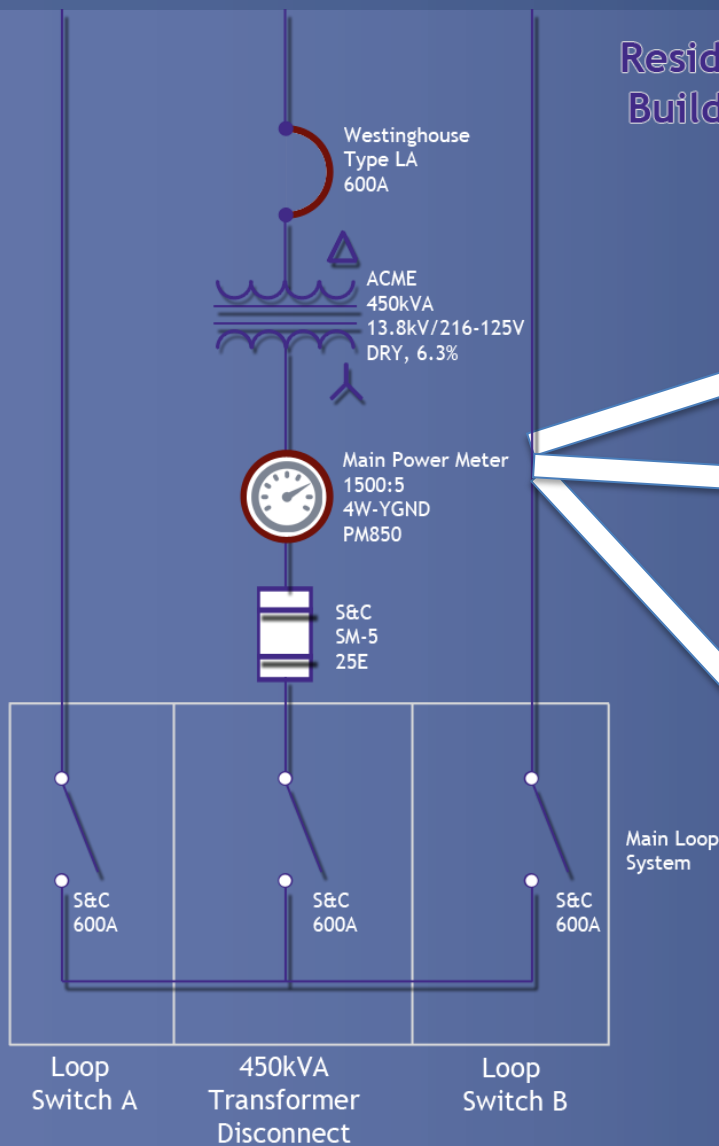 Resid
Build
Westinghouse
Type LA
600A
ACME
450kVA
13.8kV/216-125V
DRY, 6.3%
Main Power Meter
1500:5
4W-YGND
PM850
S&C
SM-5
25E
Main Loop
System
S&C
600A
S&C
600A
S&C
600A
Loop
Switch A
450kVA
Transformer
Disconnect
Loop
Switch B